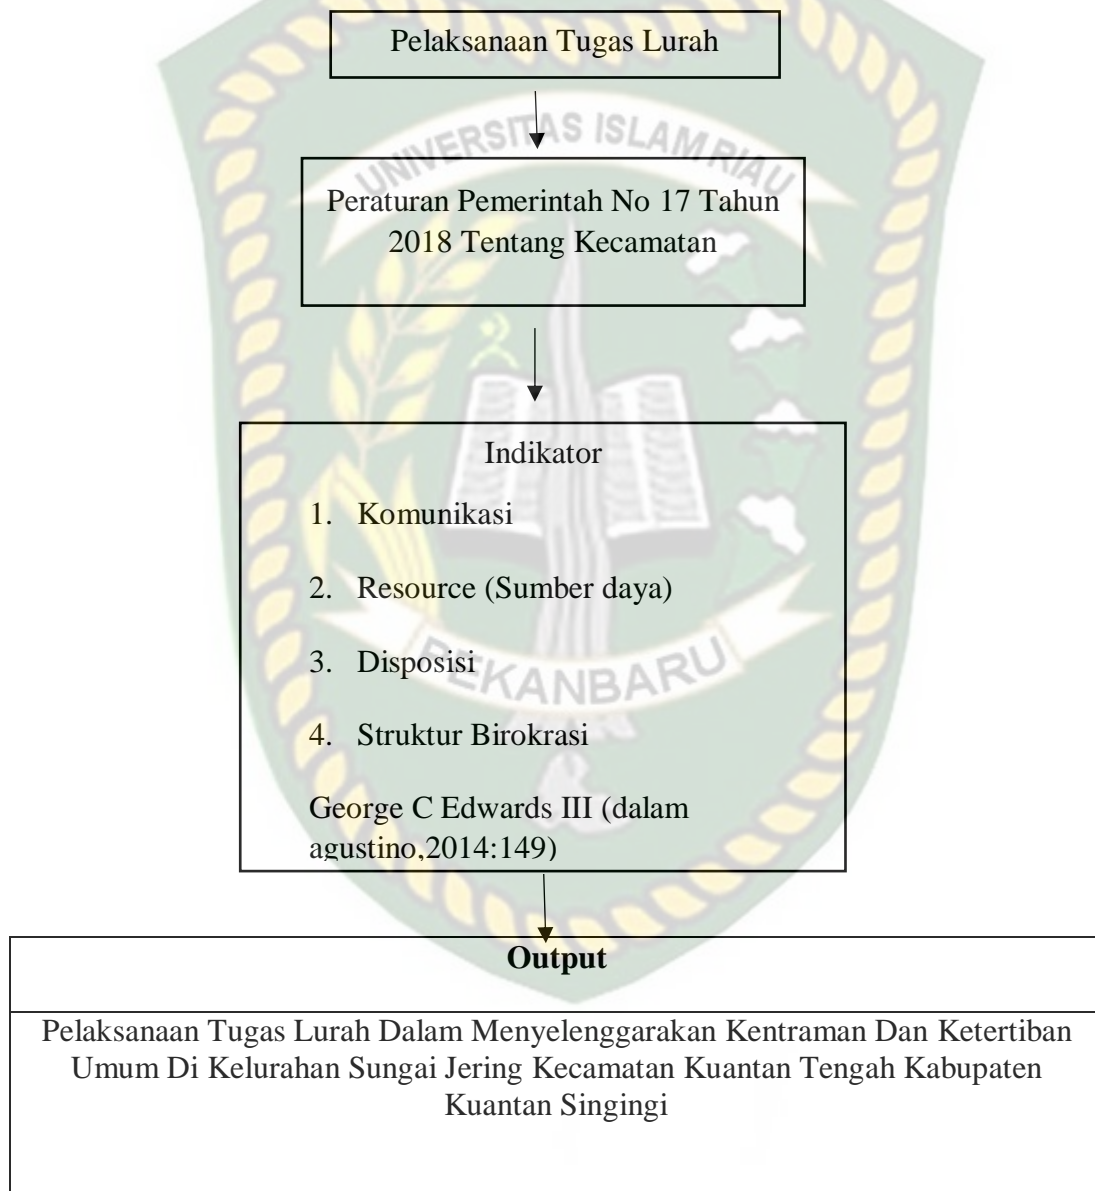 Pelaksanaan Tugas Lurah
UNIVERSITAS ISLAM RIAU
Peraturan Pemerintah No 17 Tahun
2018 Tentang Kecamatan
Indikator
1. Komunikasi
2. Resource (Sumber daya)
3. Disposisi
PEKANBARU
4. Struktur Birokrasi
George C Edwards III (dalam
agustino,2014:149)
Output
Pelaksanaan Tugas Lurah Dalam Menyelenggarakan Kentraman Dan Ketertiban
Umum Di Kelurahan Sungai Jering Kecamatan Kuantan Tengah Kabupaten
Kuantan Singingi